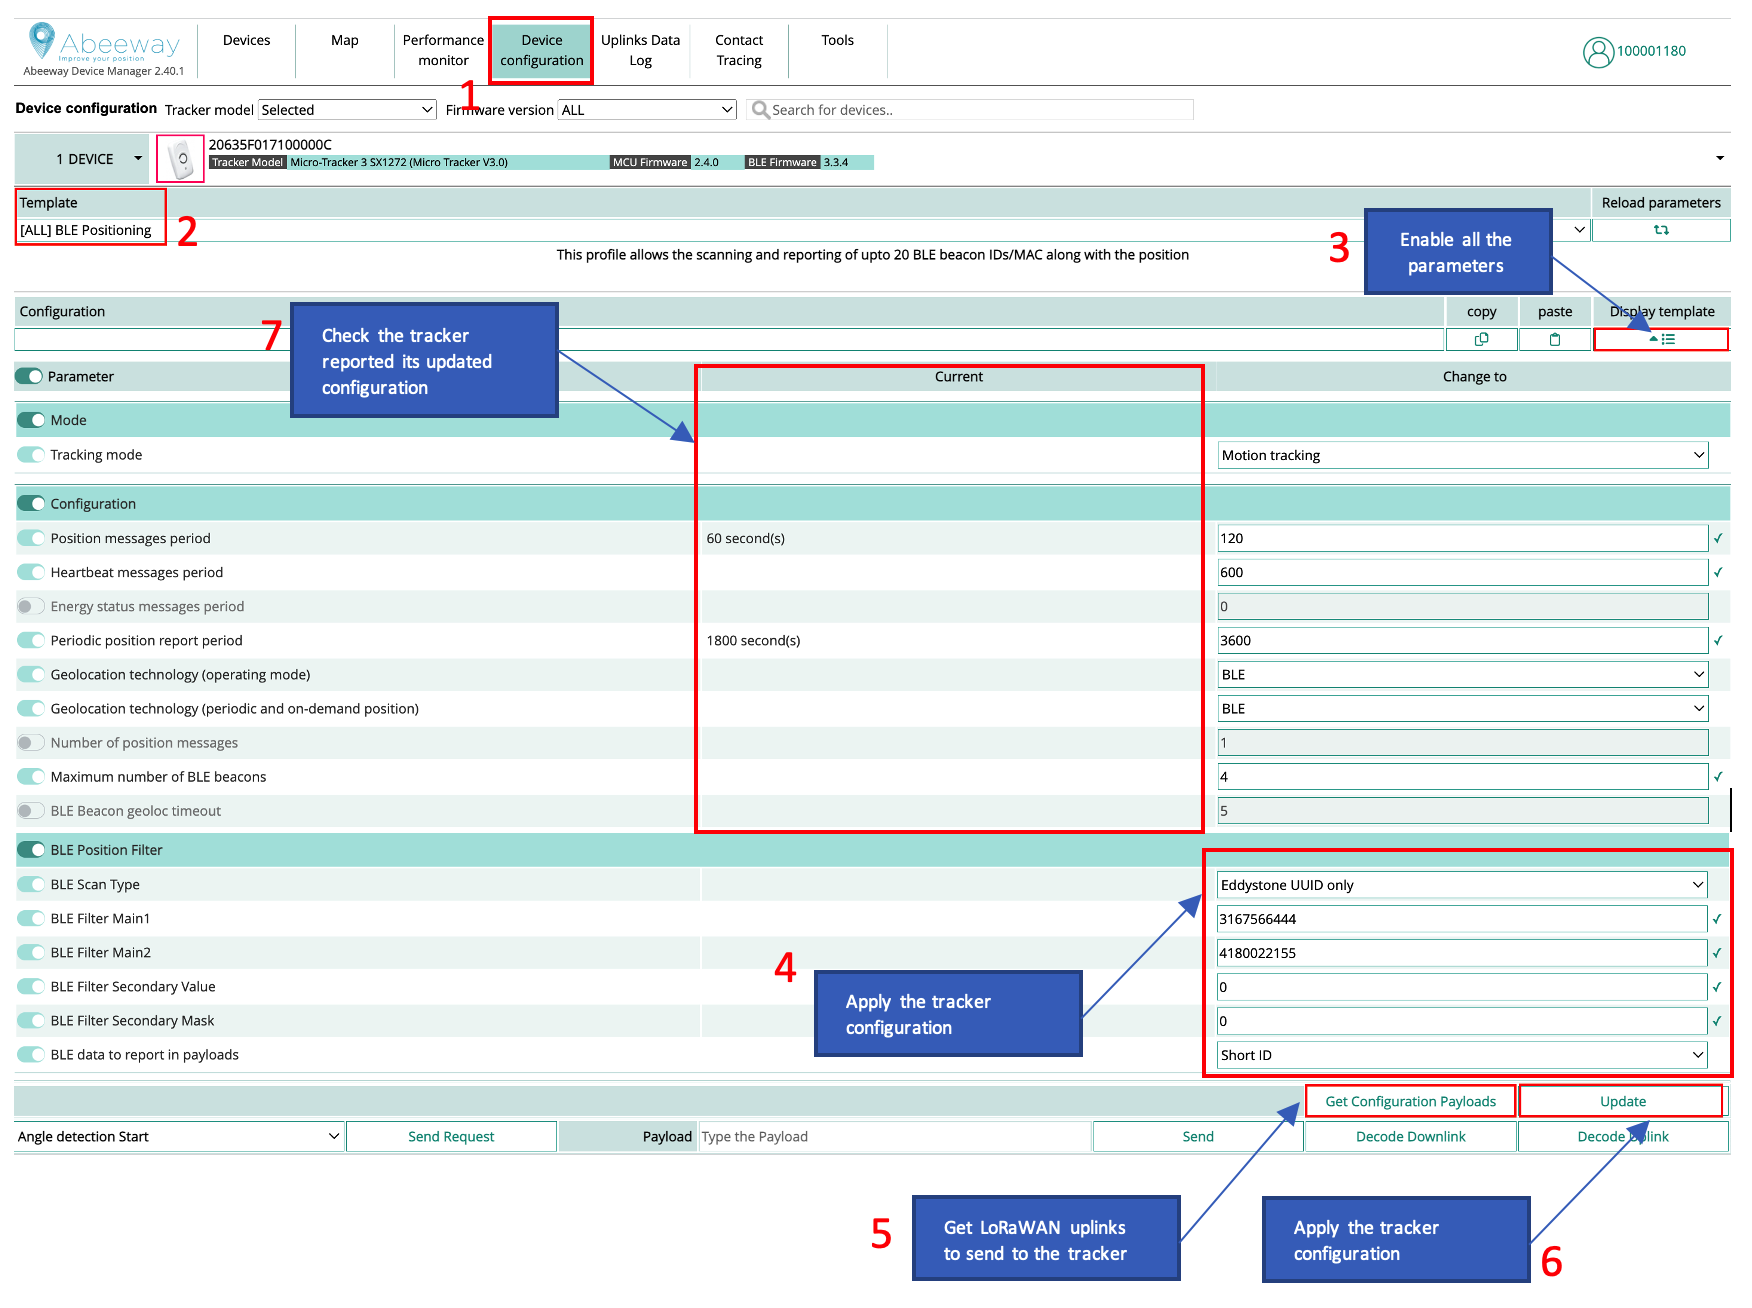 Abeeway
Improve your position
Abeeway Device Manager 2.40.1
Devices
Map
Performance
monitor
Device
configuration
Uplinks Data
Log
Contact
Tracing
Tools
100001180
1
Device configuration Tracker model Selected Firmware version ALL Search for devices..
1 DEVICE
20635F017100000C
Tracker Model Micro-Tracker 3 SX1272 (Micro Tracker V3.0) MCU Firmware 2.4.0 BLE Firmware 3.3.4
Template Reload parameters
[ALL] BLE Positioning
2
3
Enable all the
parameters
This profile allows the scanning and reporting of upto 20 BLE beacon IDs/MAC along with the position
Configuration copy paste Display template
7
Check the tracker
reported its updated
configuration
Parameter Current Change to
Mode
Tracking mode Motion tracking
Configuration
Position messages period 60 second(s) 120
Heartbeat messages period 600
Energy status messages period 0
Periodic position report period 1800 second(s) 3600
Geolocation technology (operating mode) BLE
Geolocation technology (periodic and on-demand position) BLE
Number of position messages 1
Maximum number of BLE beacons 4
BLE Beacon geoloc timeout 5
BLE Position Filter
BLE Scan Type Eddystone UUID only
BLE Filter Main1 3167566444
BLE Filter Main2 4180022155
BLE Filter Secondary Value 0
BLE Filter Secondary Mask 0
BLE data to report in payloads Short ID
4
Apply the tracker
configuration
Get Configuration Payloads Update
Angle detection Start Send Request Payload Type the Payload Send Decode Downlink Decode Uplink
5
Get LoRaWAN uplinks
to send to the tracker
Apply the tracker
configuration
6